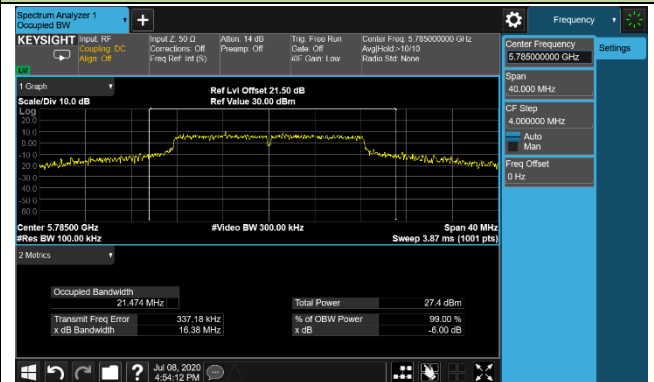 Spectrum Analyzer 1
Occupied BW
Frequency
KEYSIGHT
Input: RF
Coupling: DC
Align: Off
Input Z: 50 Ω
Corrections: Off
Freq Ref: Int (S)
Atten: 14 dB
Preamp: Off
Trig: Free Run
Gate: Off
#IF Gain: Low
Center Freq: 5.785000000 GHz
Avg|Hold:>10/10
Radio Std: None
LXI
Center Frequency
5.785000000 GHz
Settings
Span
40.000 MHz
CF Step
4.000000 MHz
Auto
Man
Freq Offset
0 Hz
1 Graph
Scale/Div 10.0 dB
Ref Lvl Offset 21.50 dB
Ref Value 30.00 dBm
Log
20.0
10.0
0.00
-10.0
-20.0
-30.0
-40.0
-50.0
-60.0
Center 5.78500 GHz
#Res BW 100.00 kHz
#Video BW 300.00 kHz
Span 40 MHz
Sweep 3.87 ms (1001 pts)
2 Metrics
Occupied Bandwidth
21.474 MHz
Total Power 27.4 dBm
Transmit Freq Error 337.18 kHz
% of OBW Power 99.00 %
x dB Bandwidth 16.38 MHz
x dB -6.00 dB
?
Jul 08, 2020
4:54:12 PM